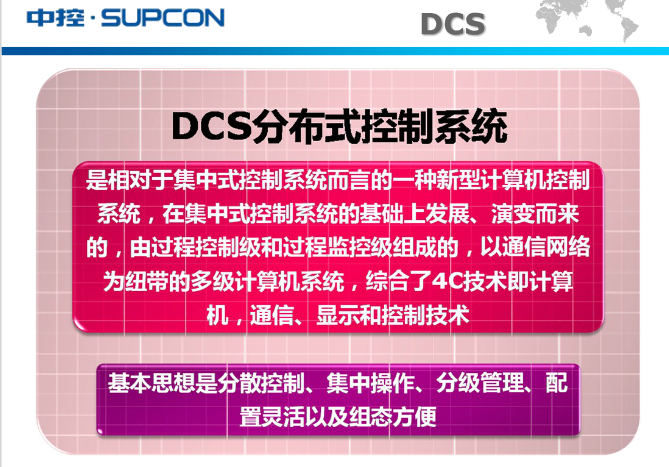 中控·SUPCON
DCS
DCS分布式控制系统
是相对于集中式控制系统而言的一种新型计算机控制
系统，在集中式控制系统的基础上发展、演变而来
的，由过程控制级和过程监控级组成的，以通信网络
为纽带的多级计算机系统，综合了4C技术即计算
机，通信、显示和控制技术
基本思想是分散控制、集中操作、分级管理、配
置灵活以及组态方便